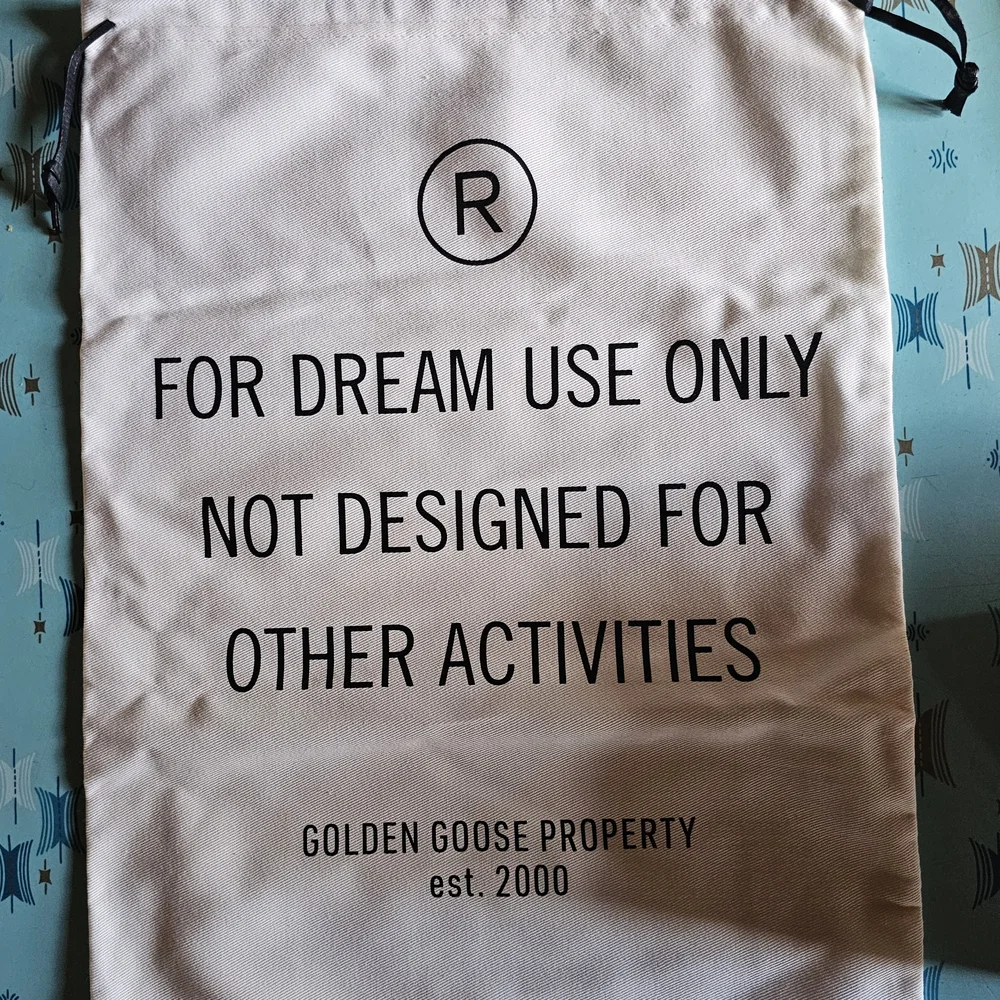 ®
FOR DREAM USE ONLY
NOT DESIGNED FOR
OTHER ACTIVITIES
GOLDEN GOOSE PROPERTY
est. 2000